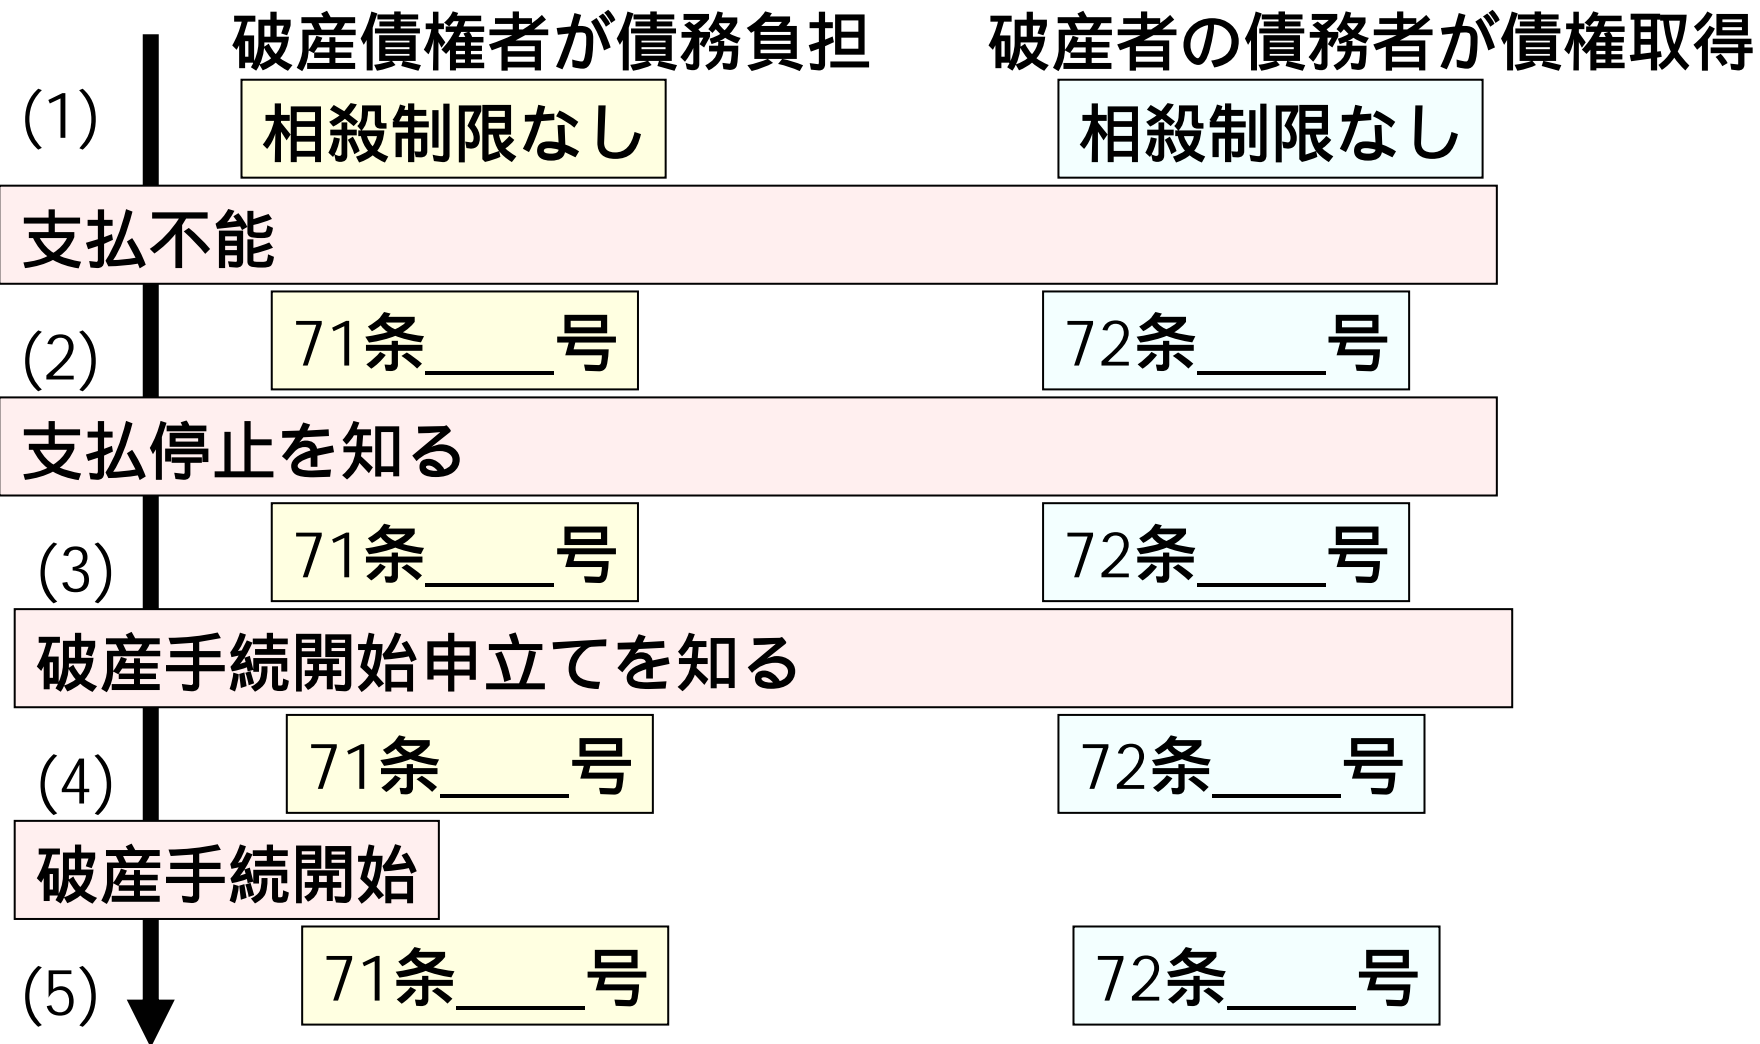 破産債権者が債務負担 破産者の債務者が債権取得
(1) 相殺制限なし 相殺制限なし
支払不能
(2) 71条____号 72条____号
支払停止を知る
(3) 71条____号 72条____号
破産手続開始申立てを知る
(4) 71条____号 72条____号
破産手続開始
(5) 71条____号 72条____号